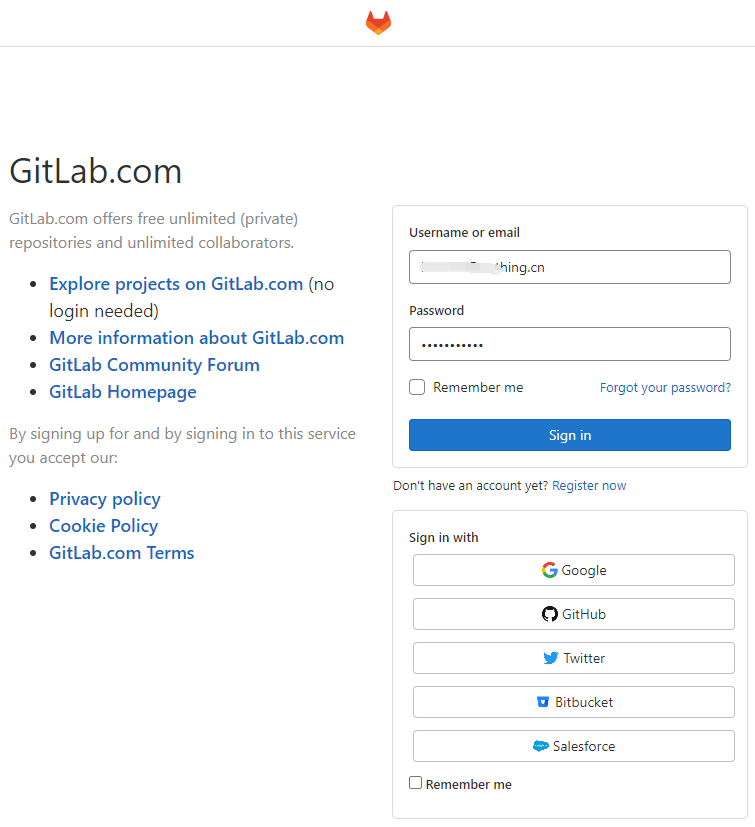 GitLab.com
GitLab.com offers free unlimited (private)
repositories and unlimited collaborators.
Explore projects on GitLab.com (no
login needed)
More information about GitLab.com
GitLab Community Forum
GitLab Homepage
By signing up for and by signing in to this service
you accept our:
Privacy policy
Cookie Policy
GitLab.com Terms
Username or email
hing.cn
Password
•••••••••••
Remember me
Forgot your password?
Sign in
Don't have an account yet? Register now
Sign in with
Google
GitHub
Twitter
Bitbucket
Salesforce
Remember me